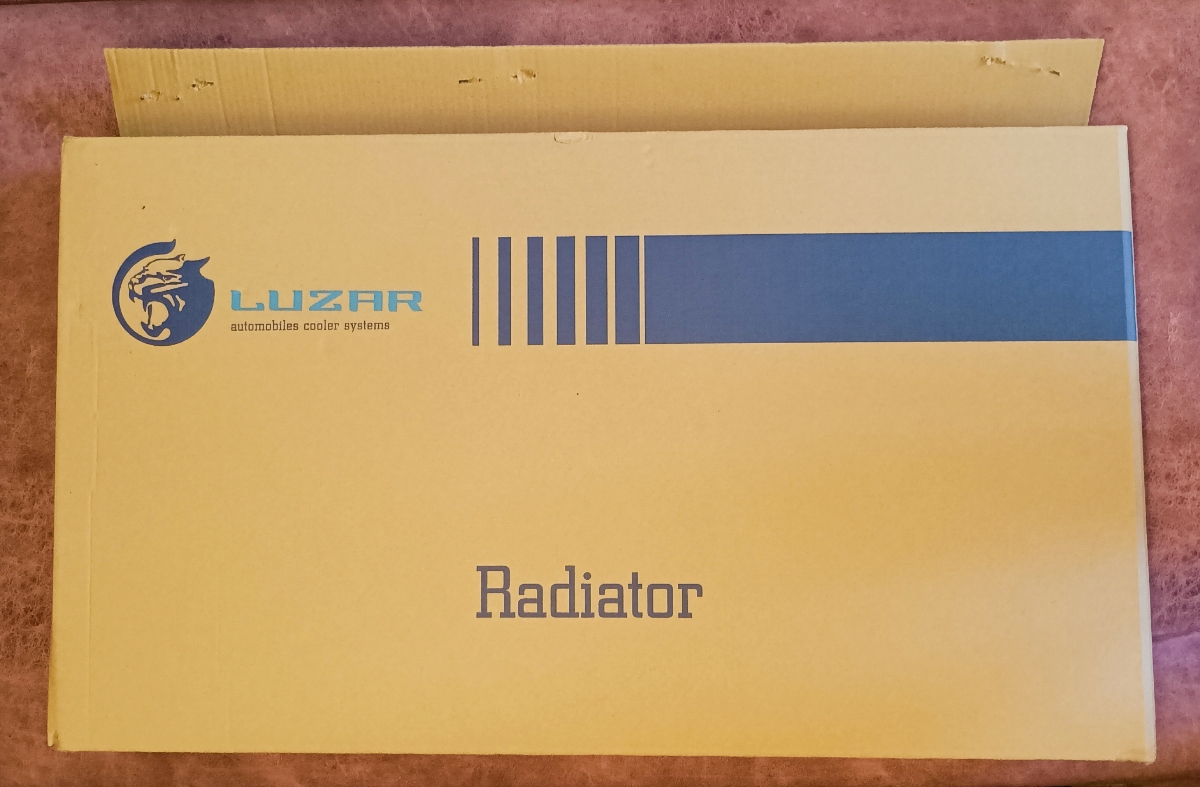 LUZAR
automobiles cooler systems
Radiator